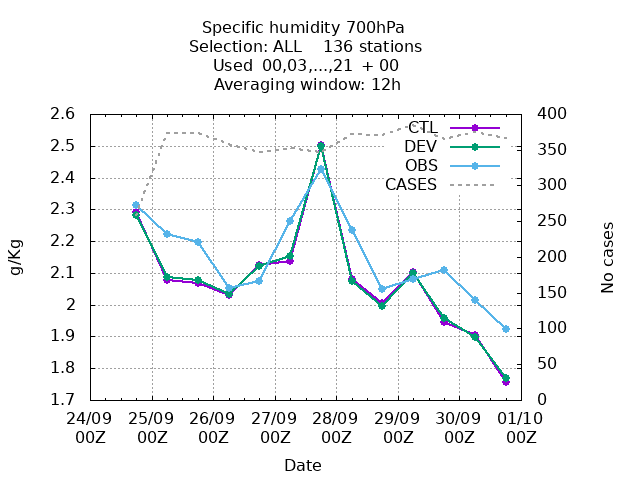 Specific humidity 700hPa
Selection: ALL    136 stations
Used  00,03,...,21  + 00
Averaging window: 12h
2.6
2.5
2.4
2.3
2.2
2.1
2
1.9
1.8
1.7
400
350
300
250
200
150
100
50
0
CTL
DEV
OBS
CASES
g/Kg
No cases
24/09 25/09 26/09 27/09 28/09 29/09 30/09 01/10
00Z 00Z 00Z 00Z 00Z 00Z 00Z 00Z
Date